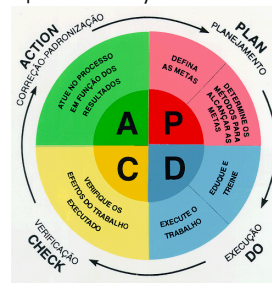 ACTION
CORREÇÃO-PADRONIZAÇÃO
PLAN
PLANEJAMENTO
ATUE NO PROCESSO
EM FUNÇÃO DOS
RESULTADOS
DEFINA
AS METAS
DETERMINE OS
MÉTODOS PARA
ALCANÇAR AS
METAS
A
P
C
D
VERIFIQUE OS
EFEITOS DO TRABALHO
EXECUTADO
EXECUTE O
TRABALHO
EDUQUE E
TREINE
VERIFICAÇÃO
CHECK
EXECUÇÃO
DO